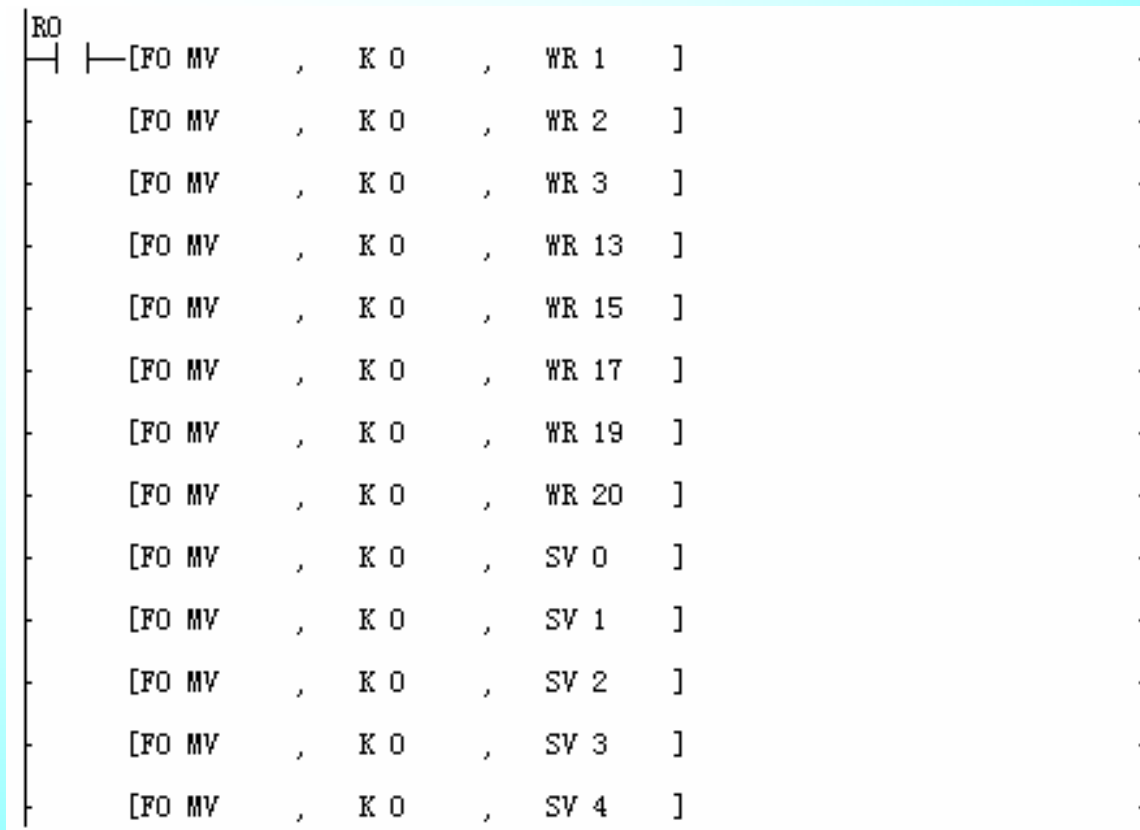 R0
[F0 MV , K 0 , WR 1 ]
[F0 MV , K 0 , WR 2 ]
[F0 MV , K 0 , WR 3 ]
[F0 MV , K 0 , WR 13 ]
[F0 MV , K 0 , WR 15 ]
[F0 MV , K 0 , WR 17 ]
[F0 MV , K 0 , WR 19 ]
[F0 MV , K 0 , WR 20 ]
[F0 MV , K 0 , SV 0 ]
[F0 MV , K 0 , SV 1 ]
[F0 MV , K 0 , SV 2 ]
[F0 MV , K 0 , SV 3 ]
[F0 MV , K 0 , SV 4 ]